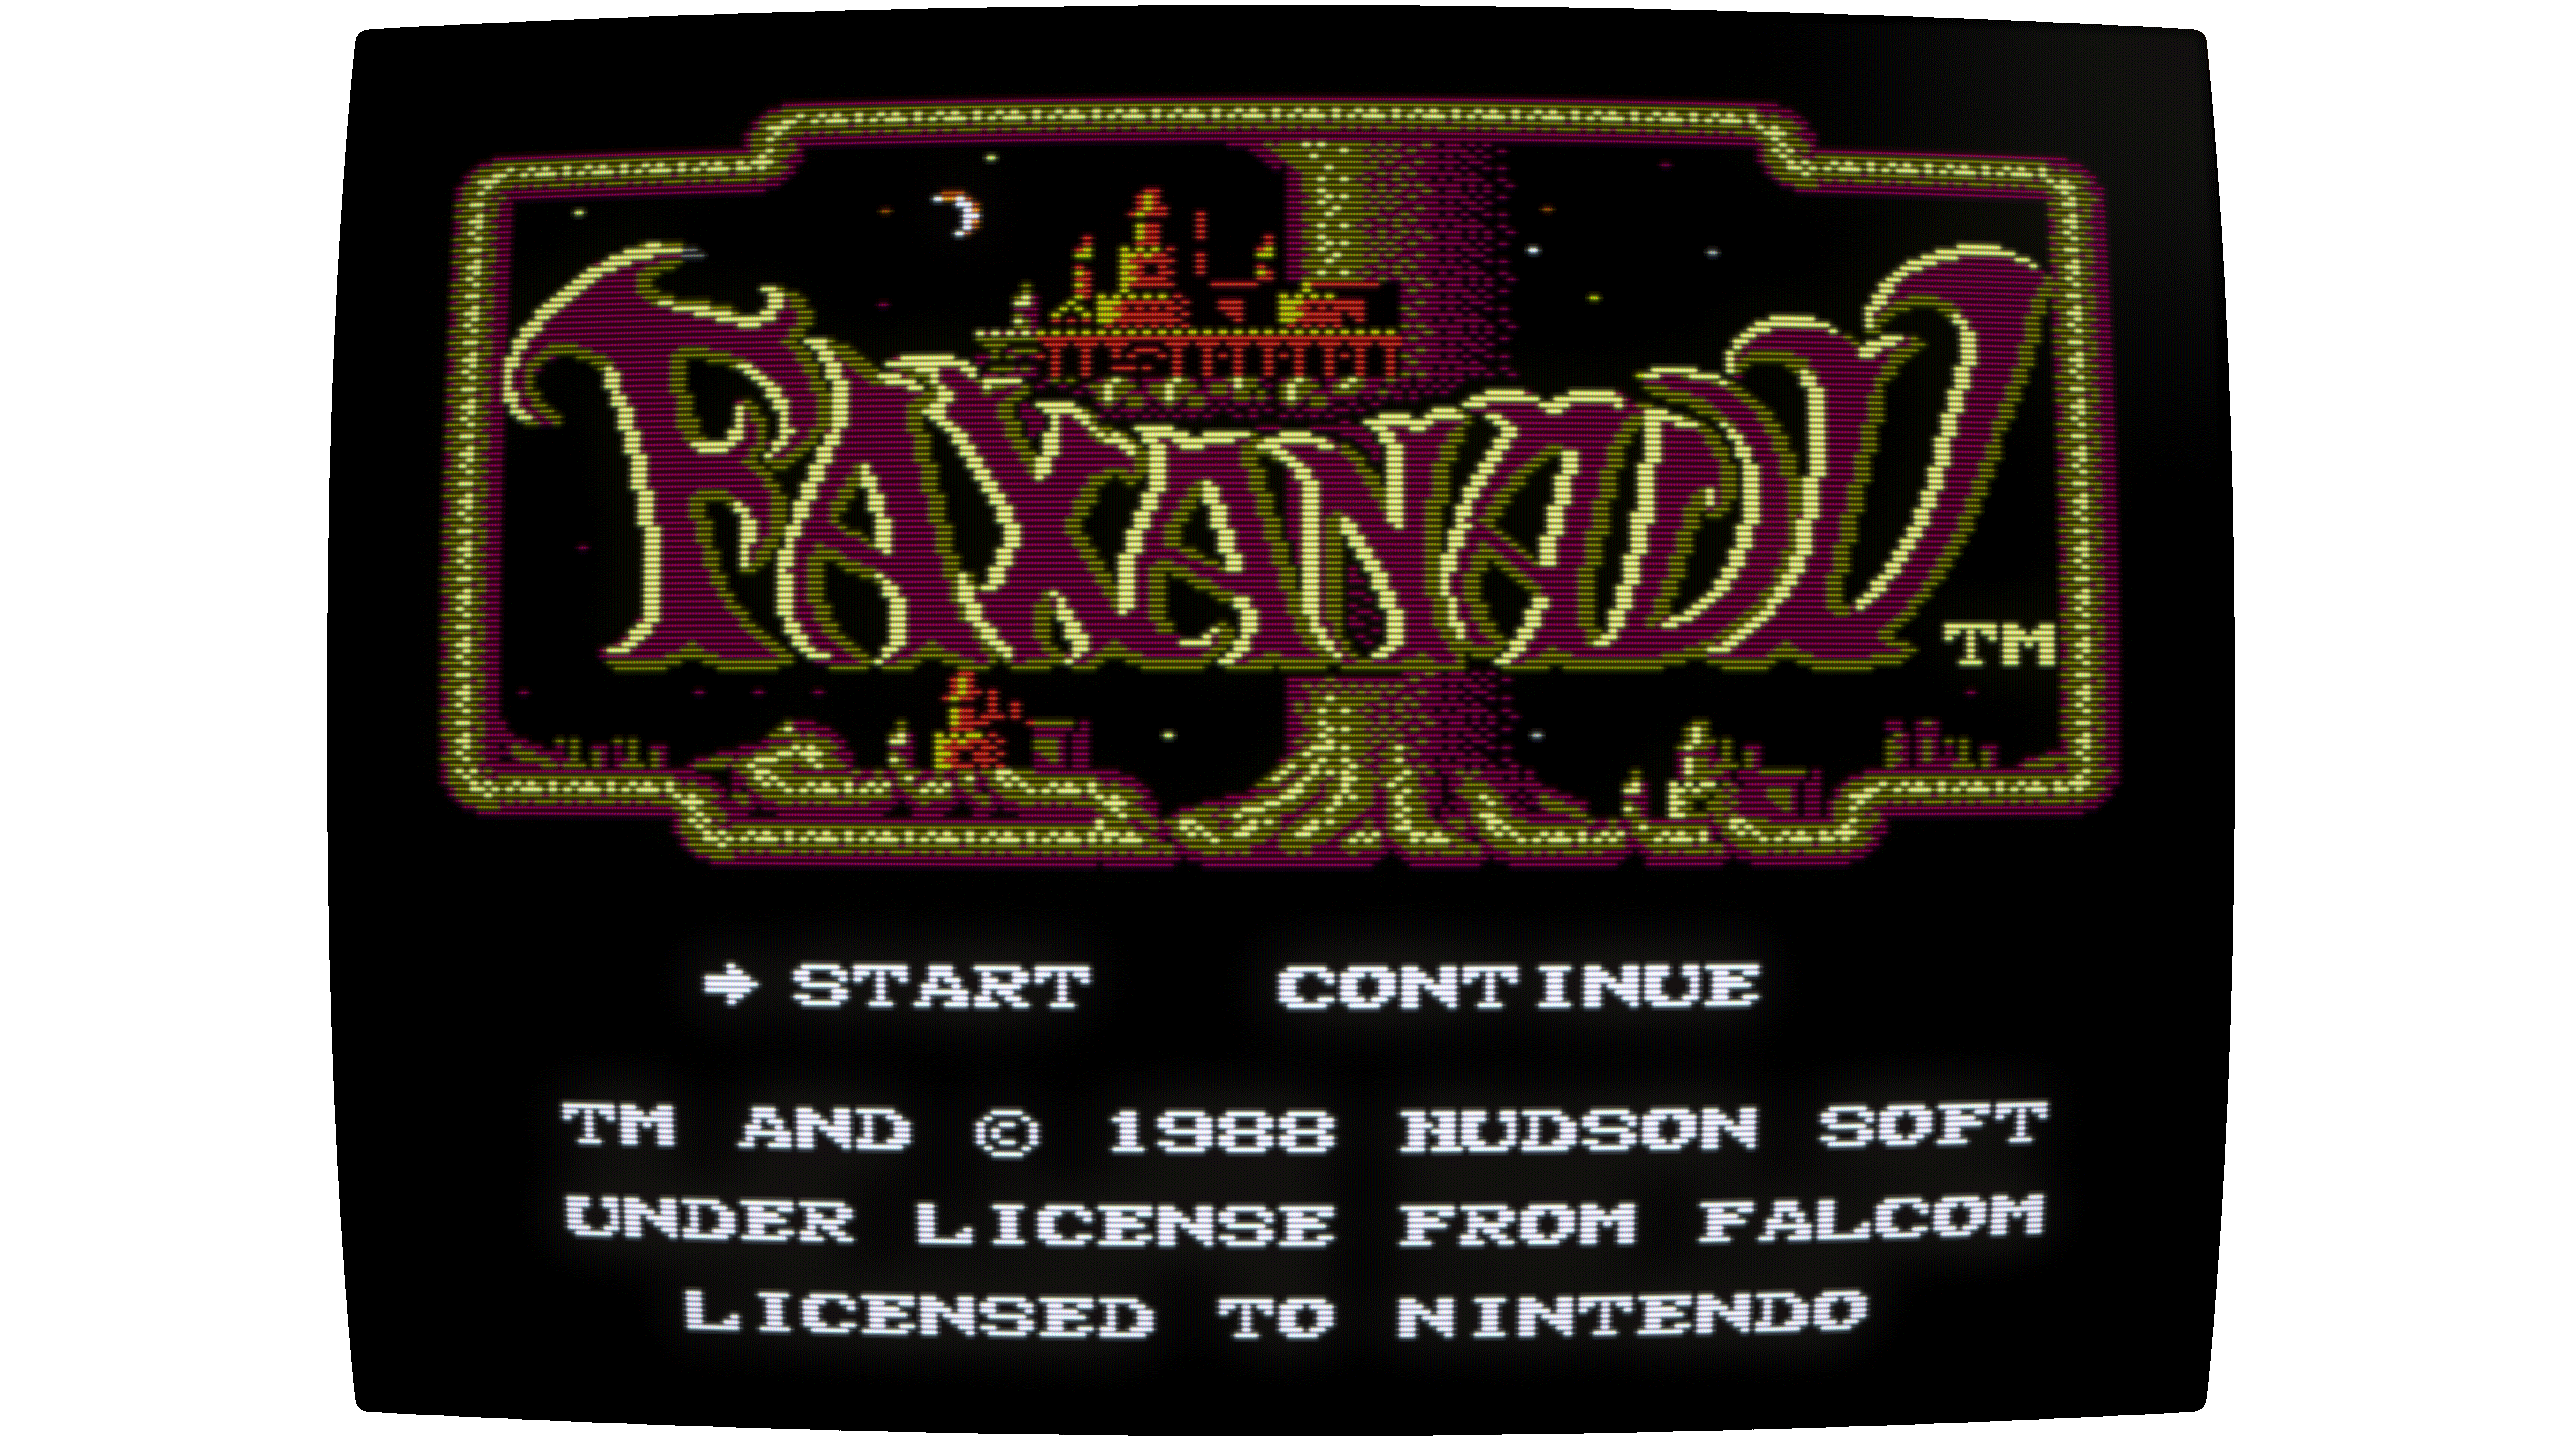 FAXANADU TM
START CONTINUE
TM AND © 1988 HUDSON SOFT
UNDER LICENSE FROM FALCOM
LICENSED TO NINTENDO